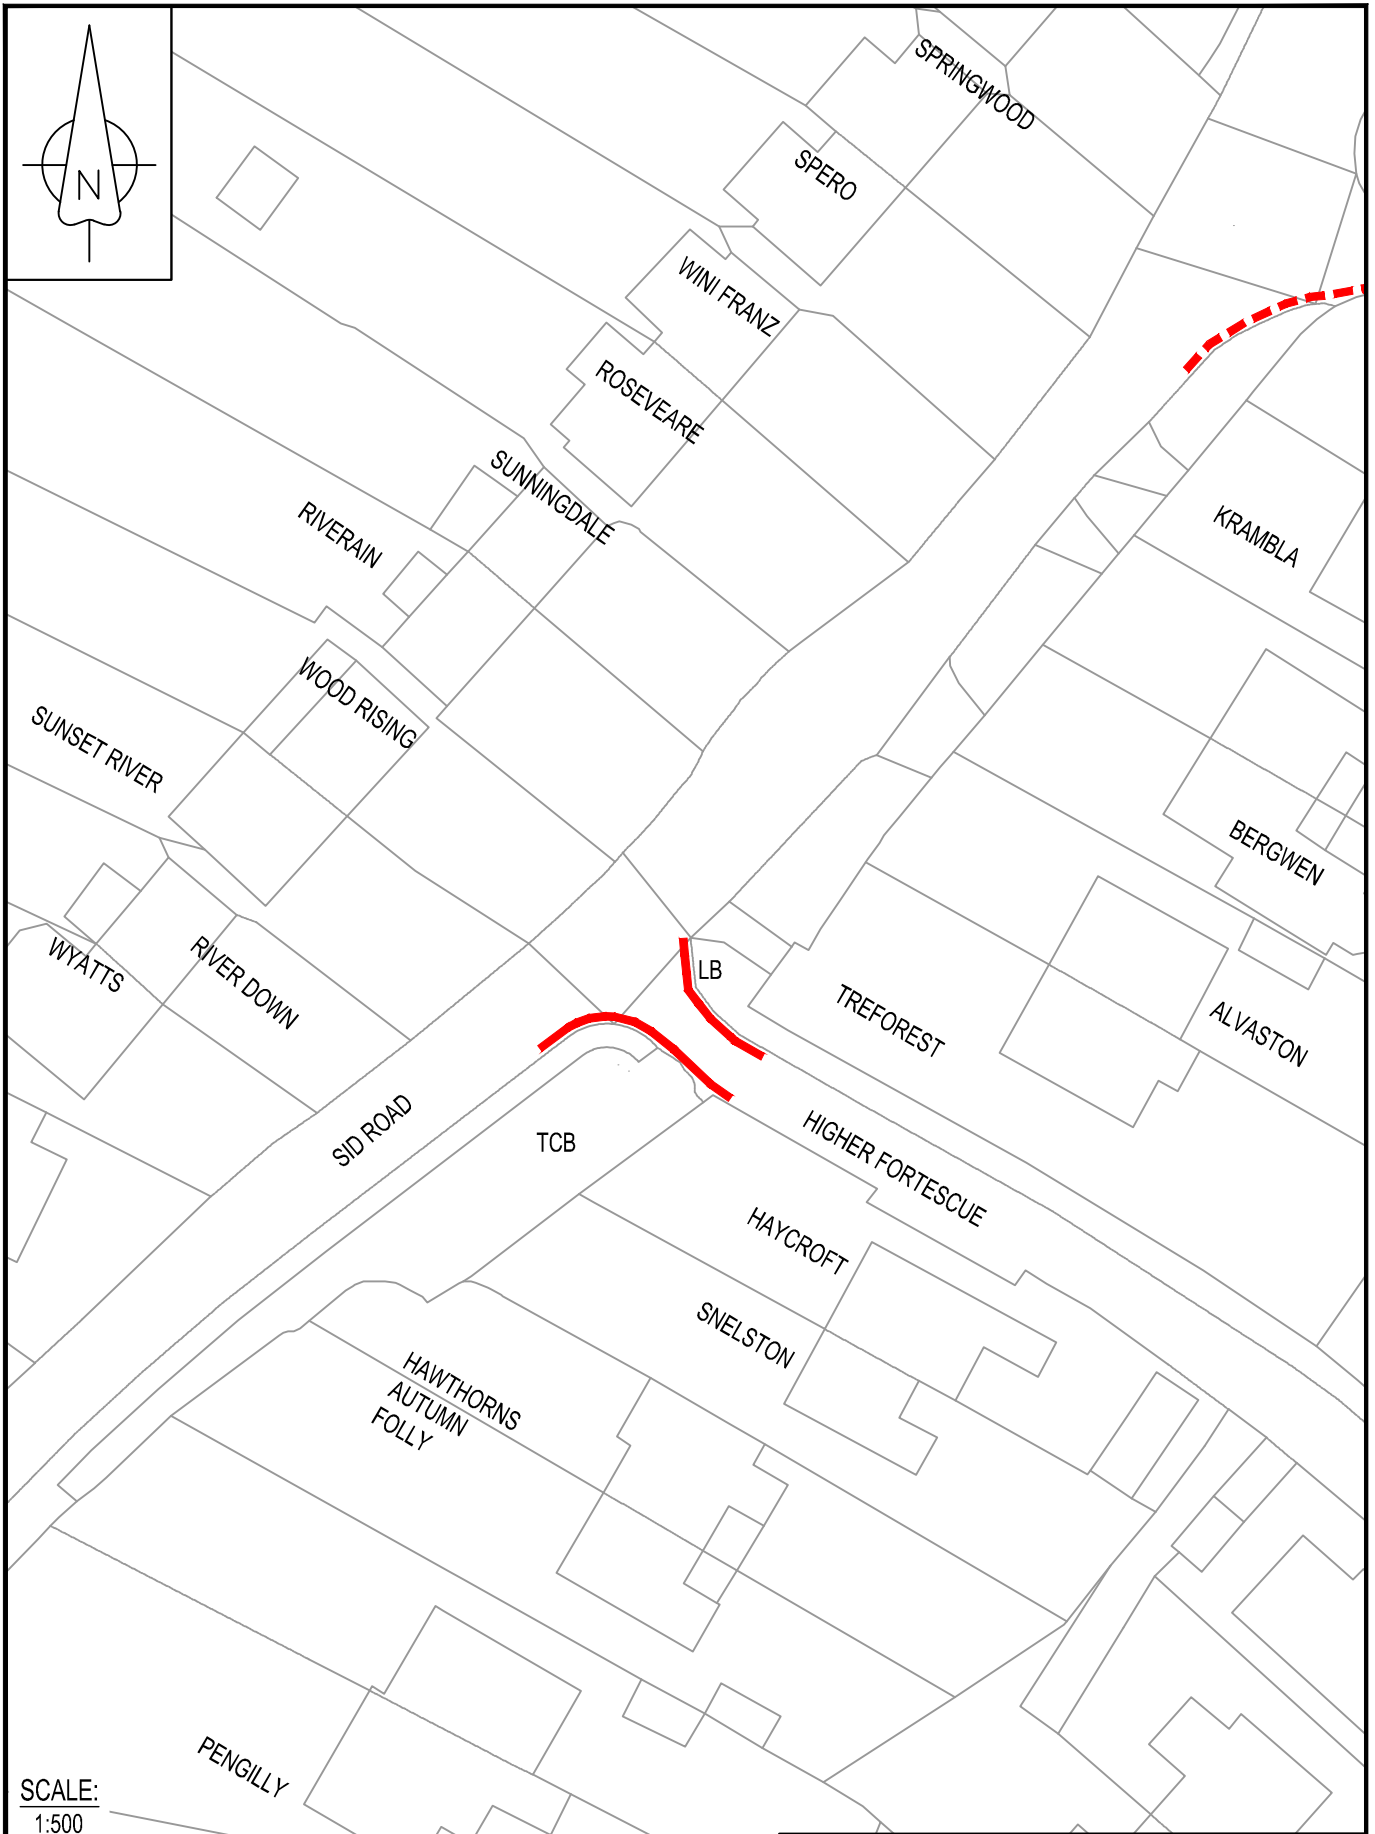 N
SPRINGWOOD
SPERO
WINI FRANZ
ROSEVEARE
SUNNINGDALE
RIVERAIN
KRAMBLA
WOOD RISING
SUNSET RIVER
BERGWEN
WYATTS
RIVER DOWN
LB
TREFOREST
ALVASTON
SID ROAD
TCB
HIGHER FORTESCUE
HAYCROFT
SNELSTON
HAWTHORNS
AUTUMN
FOLLY
PENGILLY
SCALE:
1:500